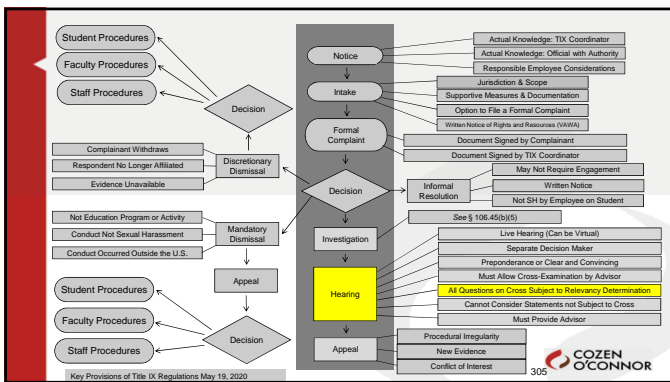 Student Procedures
Faculty Procedures
Staff Procedures
Decision
Complainant Withdraws
Respondent No Longer Affiliated
Evidence Unavailable
Discretionary
Dismissal
Not Education Program or Activity
Conduct Not Sexual Harassment
Conduct Occurred Outside the U.S.
Mandatory
Dismissal
Appeal
Student Procedures
Faculty Procedures
Staff Procedures
Decision
Key Provisions of Title IX Regulations May 19, 2020
Notice
Actual Knowledge: TIX Coordinator
Actual Knowledge: Official with Authority
Responsible Employee Considerations
Intake
Jurisdiction & Scope
Supportive Measures & Documentation
Option to File a Formal Complaint
Written Notice of Rights and Resources (VAWA)
Formal
Complaint
Document Signed by Complainant
Document Signed by TIX Coordinator
Decision
Informal
Resolution
May Not Require Engagement
Written Notice
Not SH by Employee on Student
Investigation
See § 106.45(b)(5)
Hearing
Live Hearing (Can be Virtual)
Separate Decision Maker
Preponderance or Clear and Convincing
Must Allow Cross-Examination by Advisor
All Questions on Cross Subject to Relevancy Determination
Cannot Consider Statements not Subject to Cross
Must Provide Advisor
Appeal
Procedural Irregularity
New Evidence
Conflict of Interest
305
COZEN
O'CONNOR